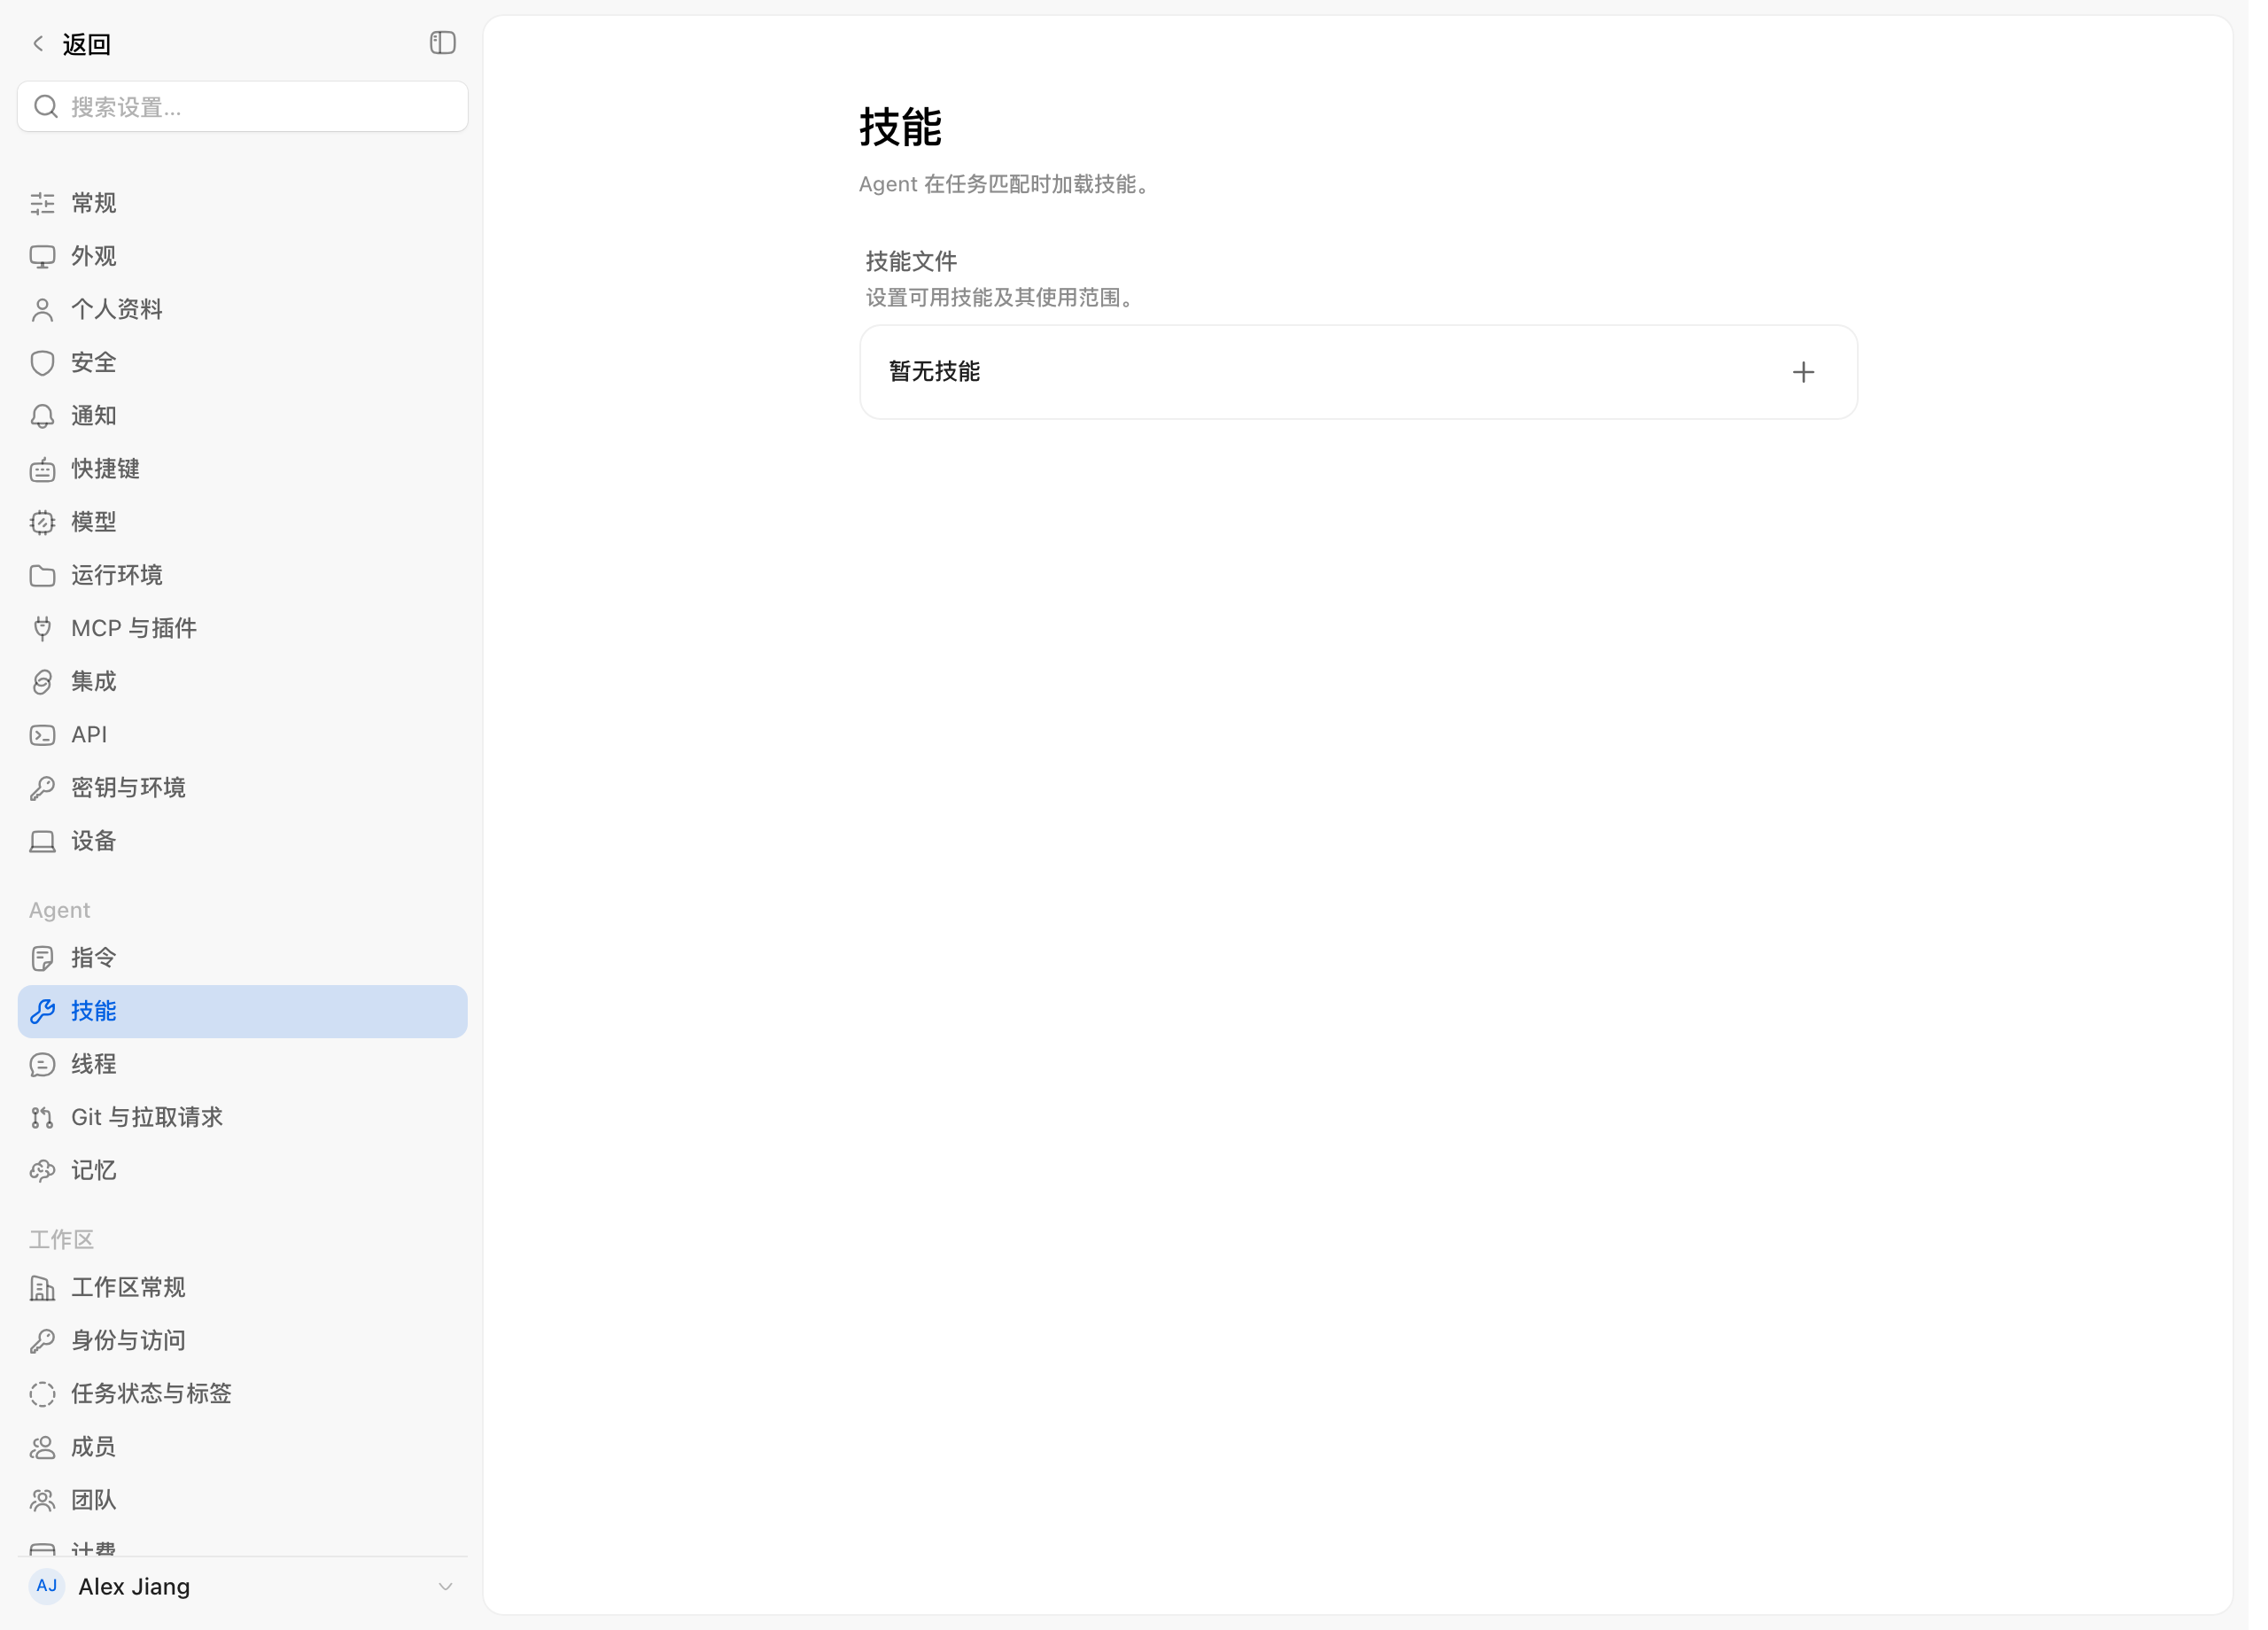 返回
搜索设置...
常规
外观
个人资料
安全
通知
快捷键
模型
运行环境
MCP 与插件
集成
API
密钥与环境
设备
Agent
指令
技能
线程
Git 与拉取请求
记忆
工作区
工作区常规
身份与访问
任务状态与标签
成员
团队
计费
AJ Alex Jiang
技能
Agent 在任务匹配时加载技能。
技能文件
设置可用技能及其使用范围。
暂无技能